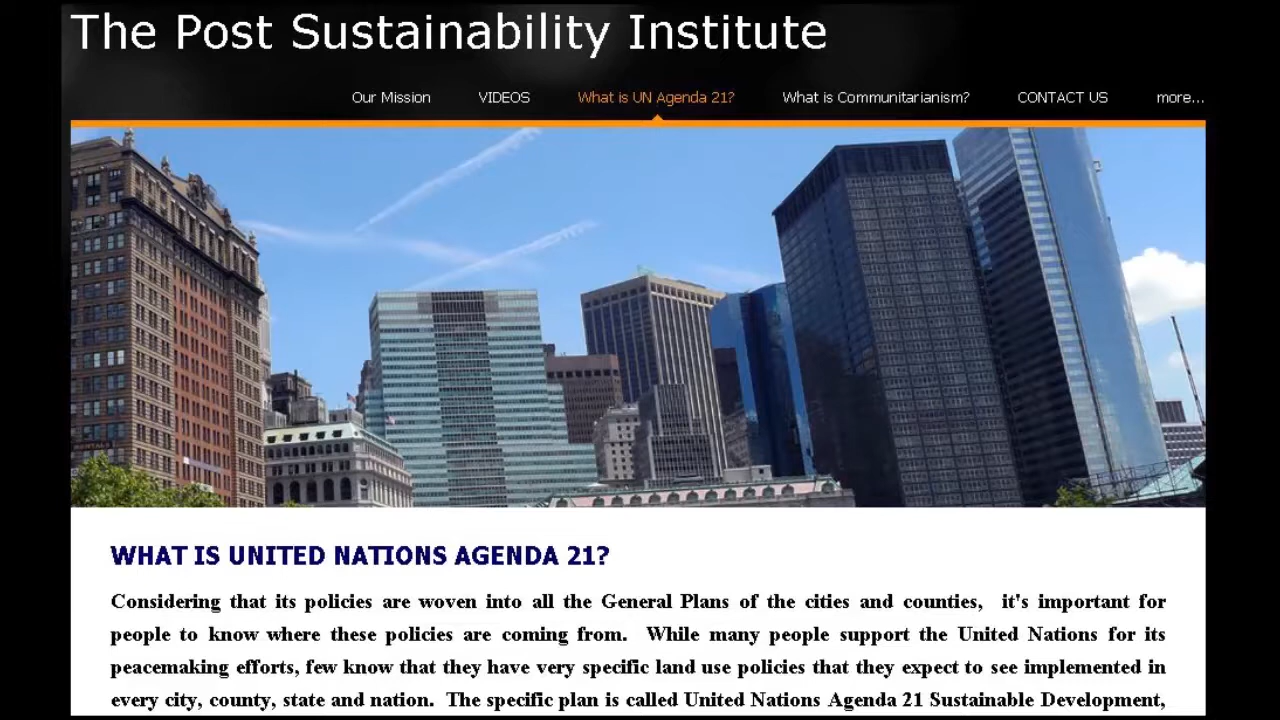 The Post Sustainability Institute
Our Mission VIDEOS What is UN Agenda 21? What is Communitarianism? CONTACT US more...
WHAT IS UNITED NATIONS AGENDA 21?
Considering that its policies are woven into all the General Plans of the cities and counties, it's important for
people to know where these policies are coming from. While many people support the United Nations for its
peacemaking efforts, few know that they have very specific land use policies that they expect to see implemented in
every city, county, state and nation. The specific plan is called United Nations Agenda 21 Sustainable Development,